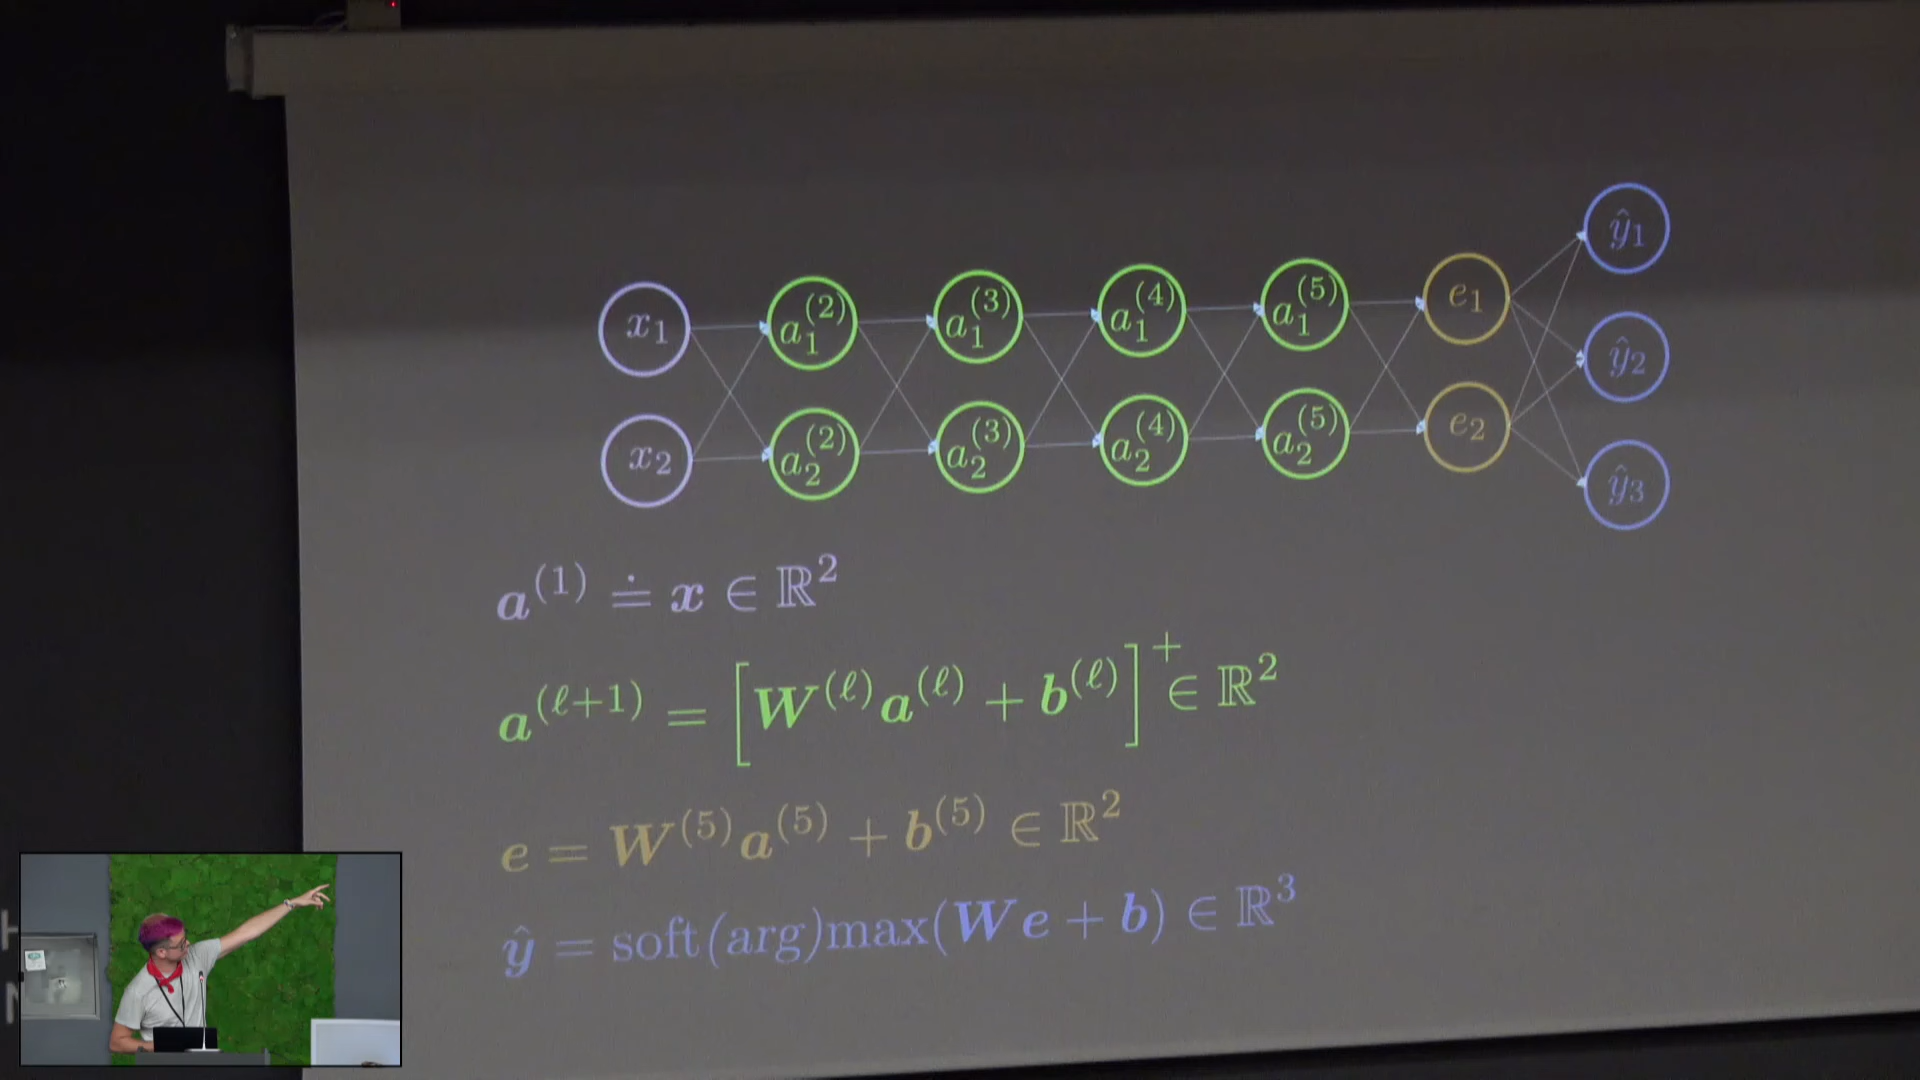 x₁ a₁⁽²⁾ a₁⁽³⁾ a₁⁽⁴⁾ a₁⁽⁵⁾ e₁ ŷ₁
ŷ₂
x₂ a₂⁽²⁾ a₂⁽³⁾ a₂⁽⁴⁾ a₂⁽⁵⁾ e₂ ŷ₃
a⁽¹⁾ ≐ x ∈ ℝ²
a⁽ℓ⁺¹⁾ = [W⁽ℓ⁾a⁽ℓ⁾ + b⁽ℓ⁾]⁺ ∈ ℝ²
e = W⁽⁵⁾a⁽⁵⁾ + b⁽⁵⁾ ∈ ℝ²
ŷ = soft(arg)max(We + b) ∈ ℝ³